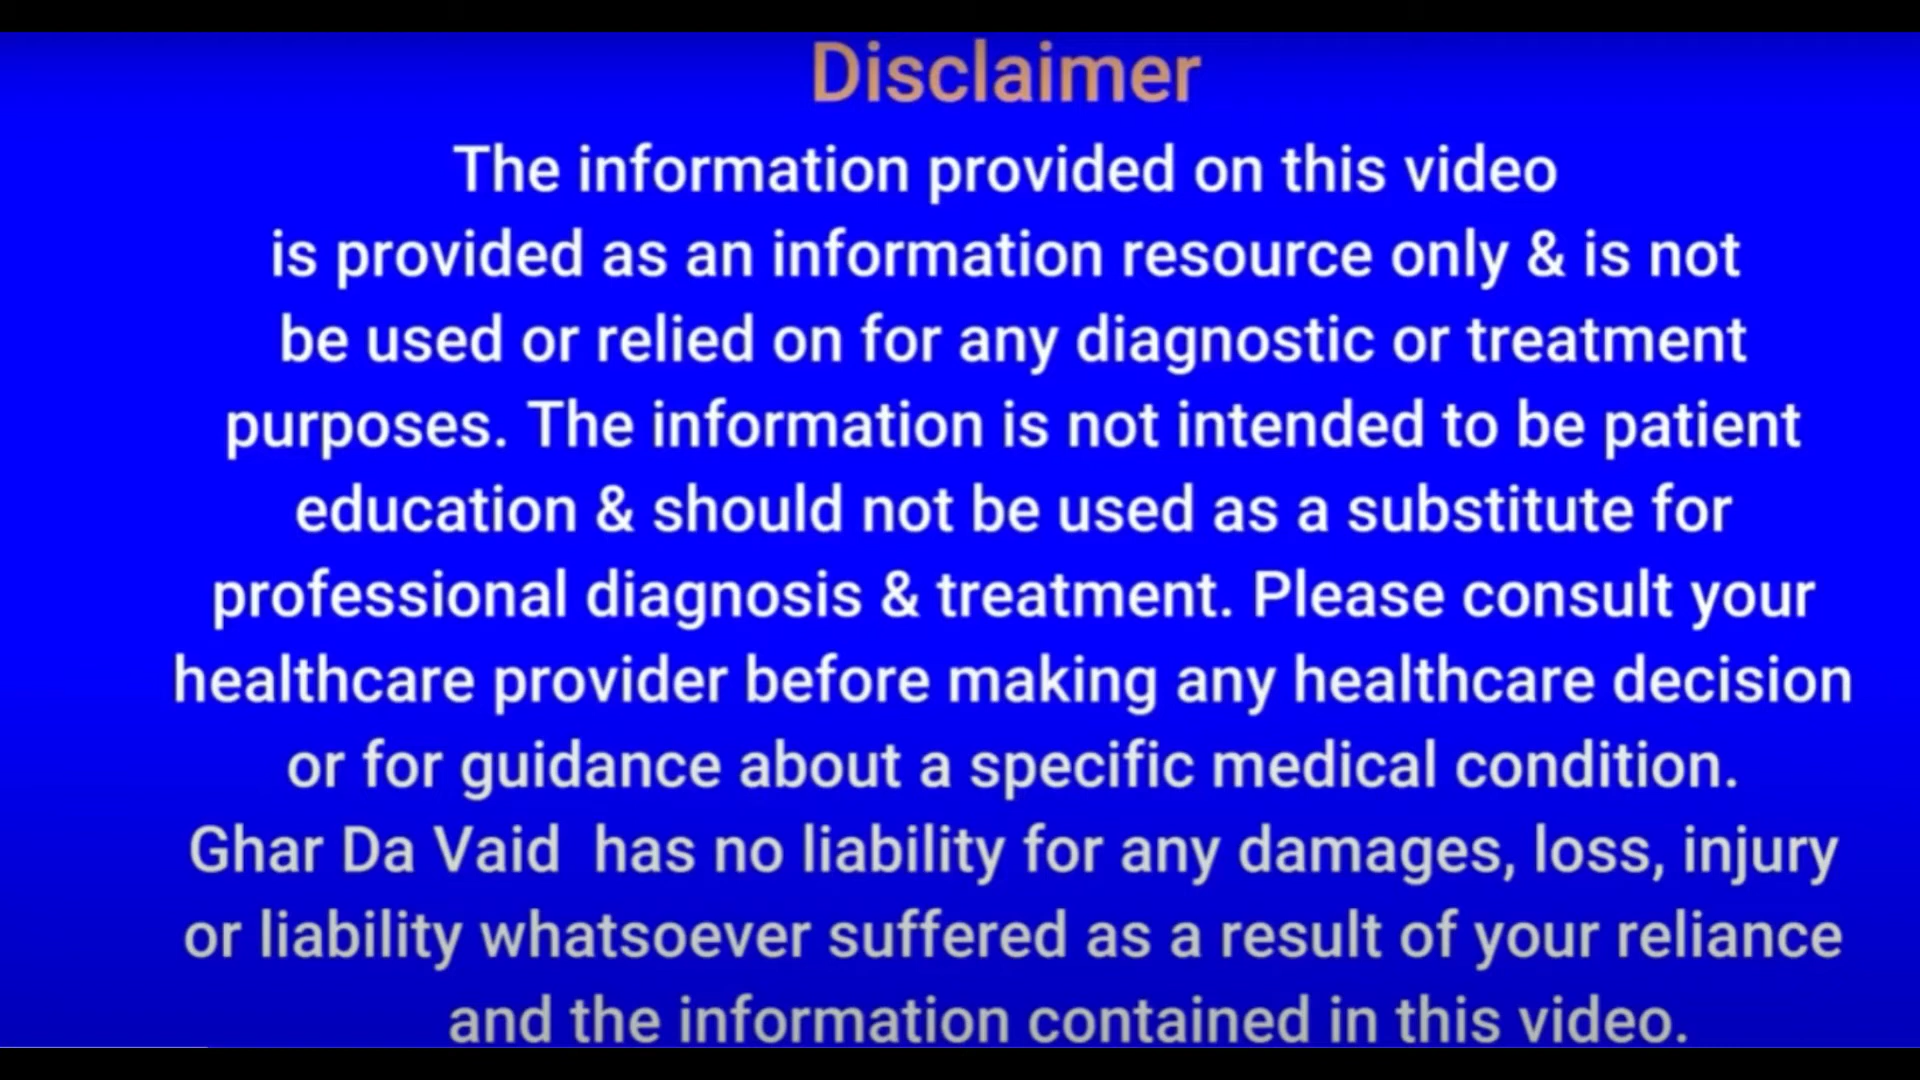 Disclaimer
The information provided on this video
is provided as an information resource only & is not
be used or relied on for any diagnostic or treatment
purposes. The information is not intended to be patient
education & should not be used as a substitute for
professional diagnosis & treatment. Please consult your
healthcare provider before making any healthcare decision
or for guidance about a specific medical condition.
Ghar Da Vaid has no liability for any damages, loss, injury
or liability whatsoever suffered as a result of your reliance
and the information contained in this video.